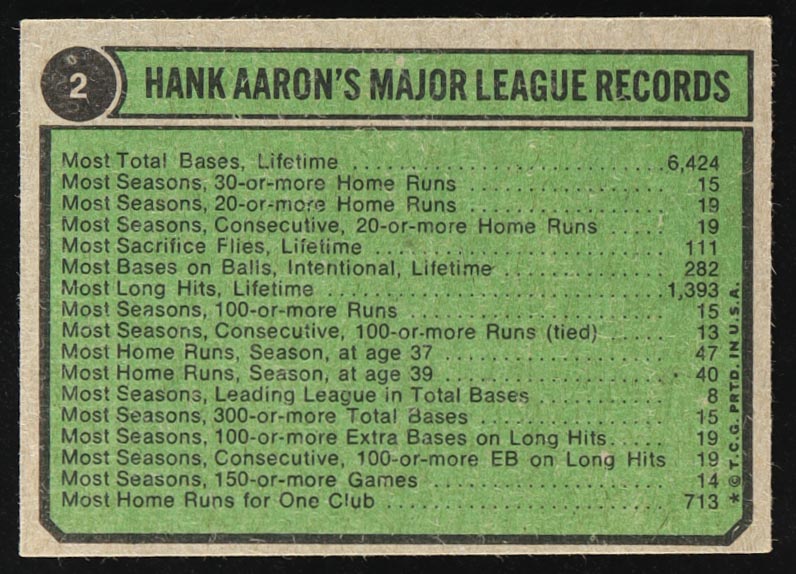 2
HANK AARON'S MAJOR LEAGUE RECORDS
Most Total Bases, Lifetime . . . . . . . . . . . . . . . . . . . . . . . . 6,424
Most Seasons, 30-or-more Home Runs . . . . . . . . . . . . . . . 15
Most Seasons, 20-or-more Home Runs . . . . . . . . . . . . . . . 19
Most Seasons, Consecutive, 20-or-more Home Runs . . . . . 19
Most Sacrifice Flies, Lifetime . . . . . . . . . . . . . . . . . . . . . . . 111
Most Bases on Balls, Intentional, Lifetime . . . . . . . . . . . . 282
Most Long Hits, Lifetime . . . . . . . . . . . . . . . . . . . . . . . . . . 1,393
Most Seasons, 100-or-more Runs . . . . . . . . . . . . . . . . . . . 15
Most Seasons, Consecutive, 100-or-more Runs (tied) . . . . . 13
Most Home Runs, Season, at age 37 . . . . . . . . . . . . . . . . . 47
Most Home Runs, Season, at age 39 . . . . . . . . . . . . . . . . . 40
Most Seasons, Leading League in Total Bases . . . . . . . . . . 8
Most Seasons, 300-or-more Total Bases . . . . . . . . . . . . . . . 15
Most Seasons, 100-or-more Extra Bases on Long Hits. . . . . 19
Most Seasons, Consecutive, 100-or-more EB on Long Hits 19
Most Seasons, 150-or-more Games . . . . . . . . . . . . . . . . . . 14
Most Home Runs for One Club . . . . . . . . . . . . . . . . . . . . . 713
* © T.C.G. PRTD. IN U.S.A.